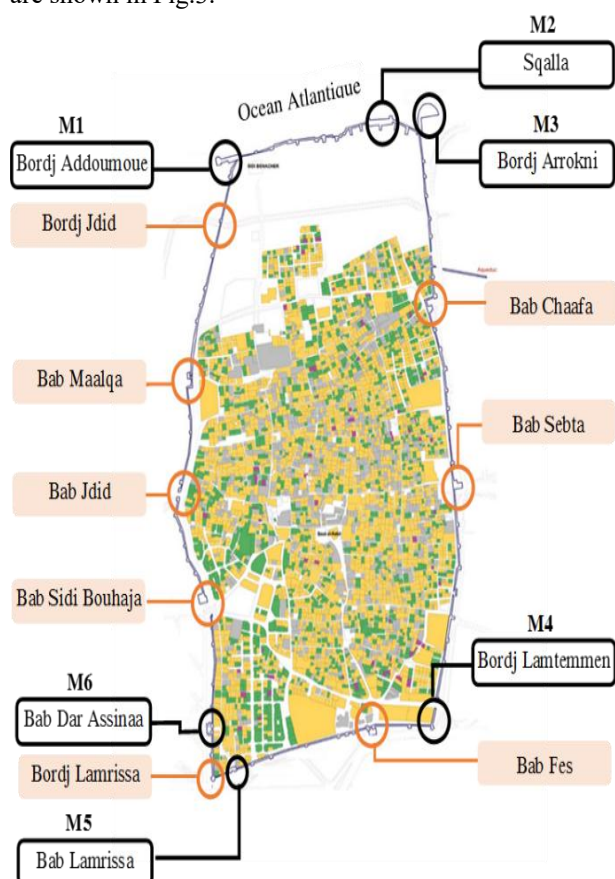 are shown in Fig.3.
M2
Sqalla
Ocean Atlantique
M1
Bordj Addoumoue
M3
Bordj Arrokni
Bordj Jdid
Bab Chaafa
Bab Maalqa
Bab Sebta
Bab Jdid
Bab Sidi Bouhaja
M4
Bordj Lamtemmen
M6
Bab Dar Assinaa
Bordj Lamrissa
Bab Fes
M5
Bab Lamrissa